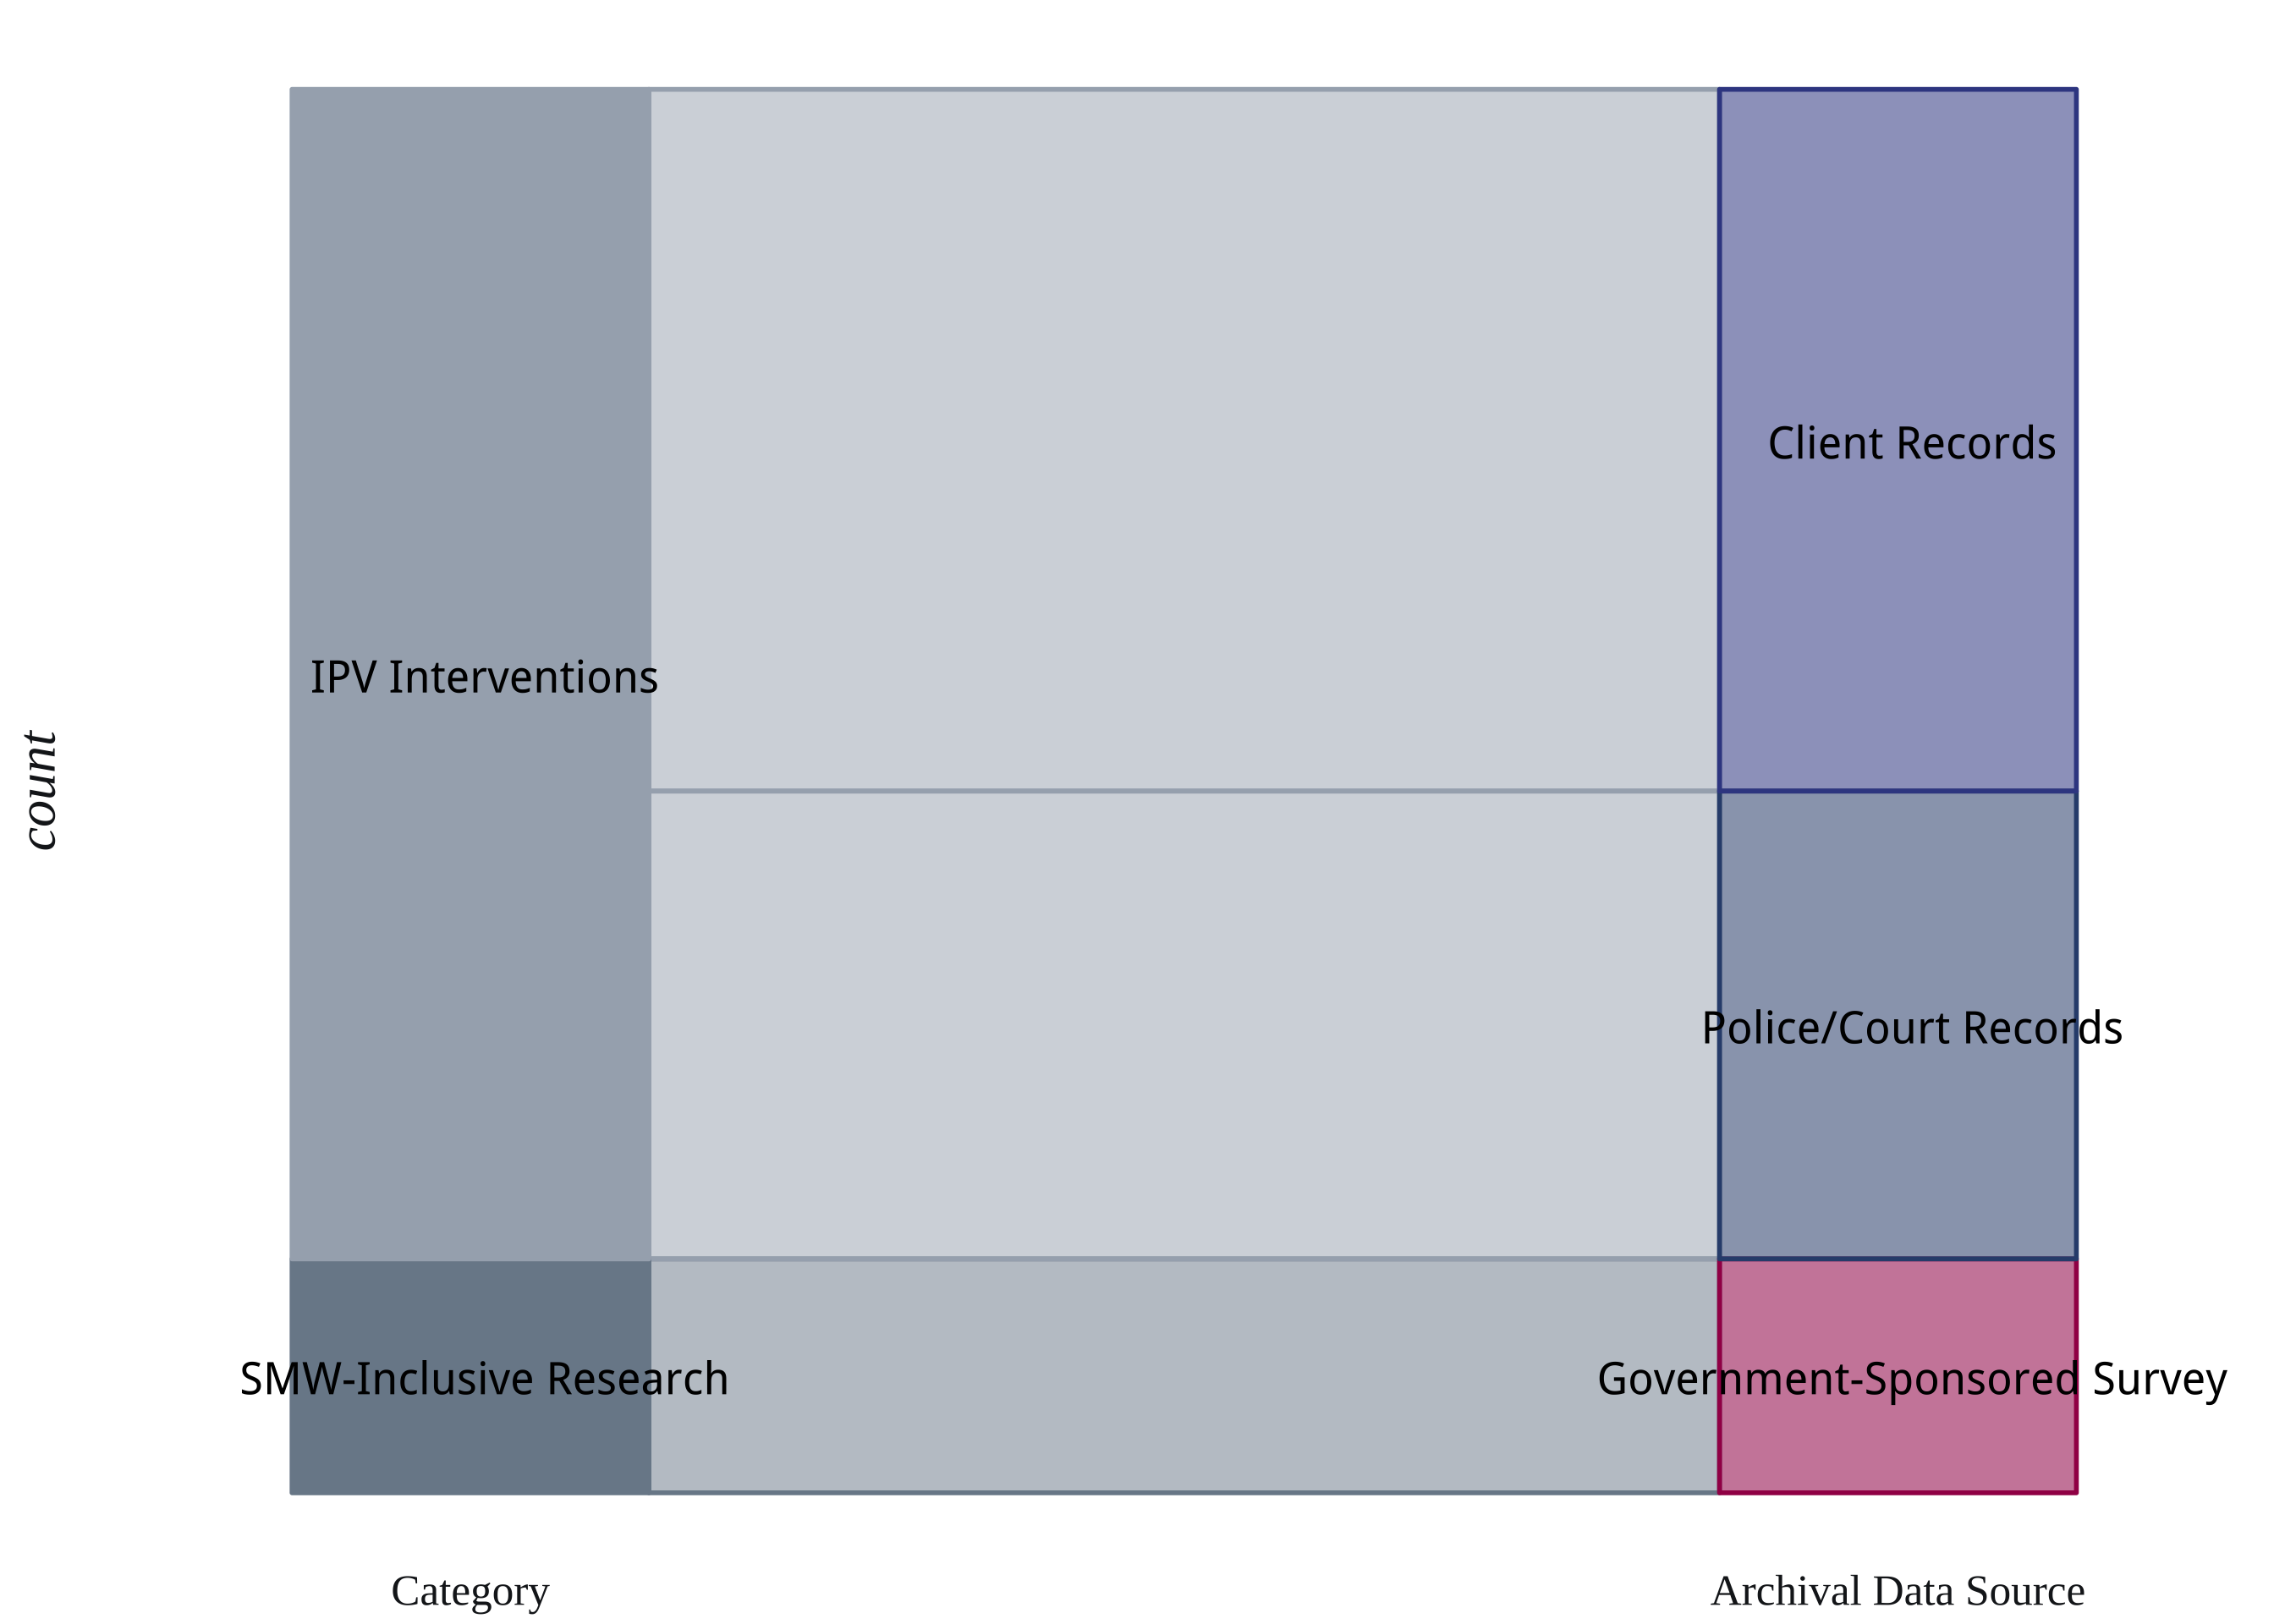 Client Records
IPV Interventions
count
Police/Court Records
SMW-Inclusive Research
Government-Sponsored Survey
Category
Archival Data Source